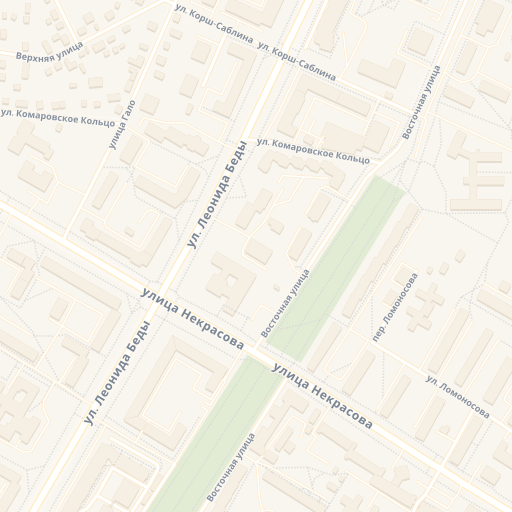 ул. Корш-Саблина
ул. Корш-Саблина
Верхняя улица
Восточная улица
ул. Комаровское Кольцо
улица Гало
ул. Комаровское Кольцо
ул. Леонида Беды
Восточная улица
пер. Ломоносова
улица Некрасова
ул. Леонида Беды
улица Некрасова
ул. Ломоносова
Восточная улица